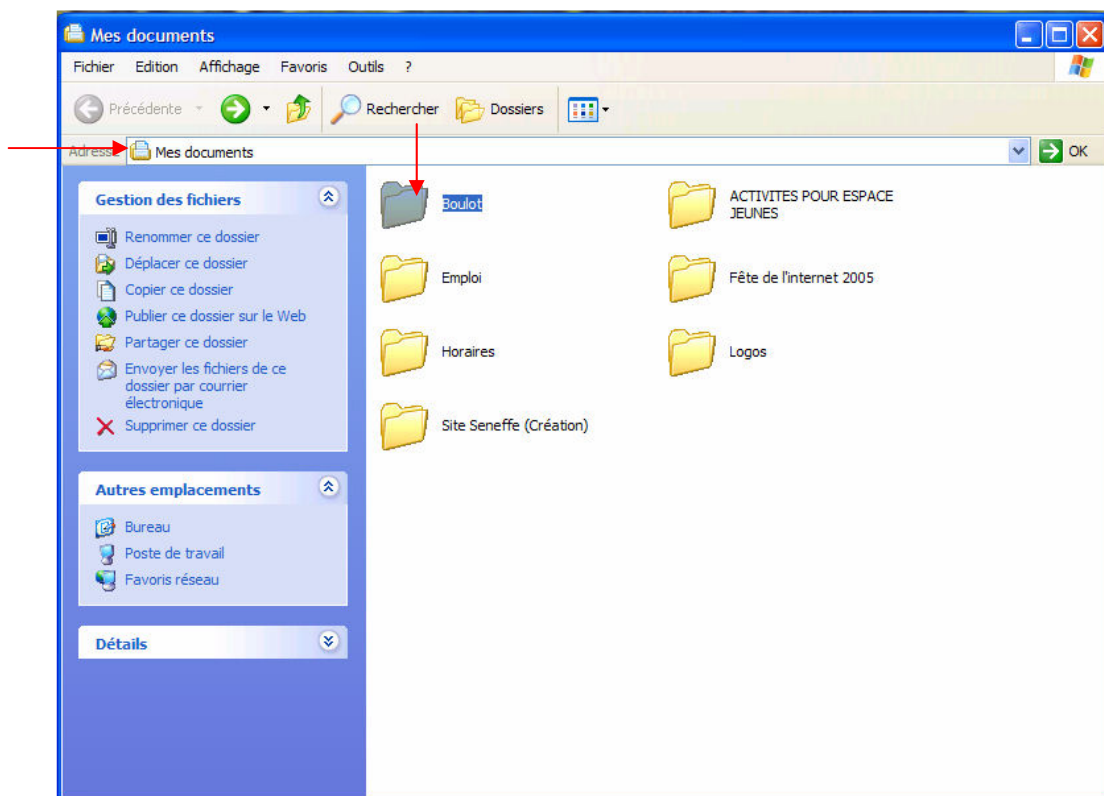 Mes documents
Fichier Edition Affichage Favoris Outils ?
Précédente Rechercher Dossiers
Adresse Mes documents OK
Gestion des fichiers
Renommer ce dossier
Déplacer ce dossier
Copier ce dossier
Publier ce dossier sur le Web
Partager ce dossier
Envoyer les fichiers de ce
dossier par courrier
électronique
Supprimer ce dossier
Autres emplacements
Bureau
Poste de travail
Favoris réseau
Détails
Boulot
ACTIVITES POUR ESPACE
JEUNES
Emploi
Fête de l'internet 2005
Horaires
Logos
Site Seneffe (Création)